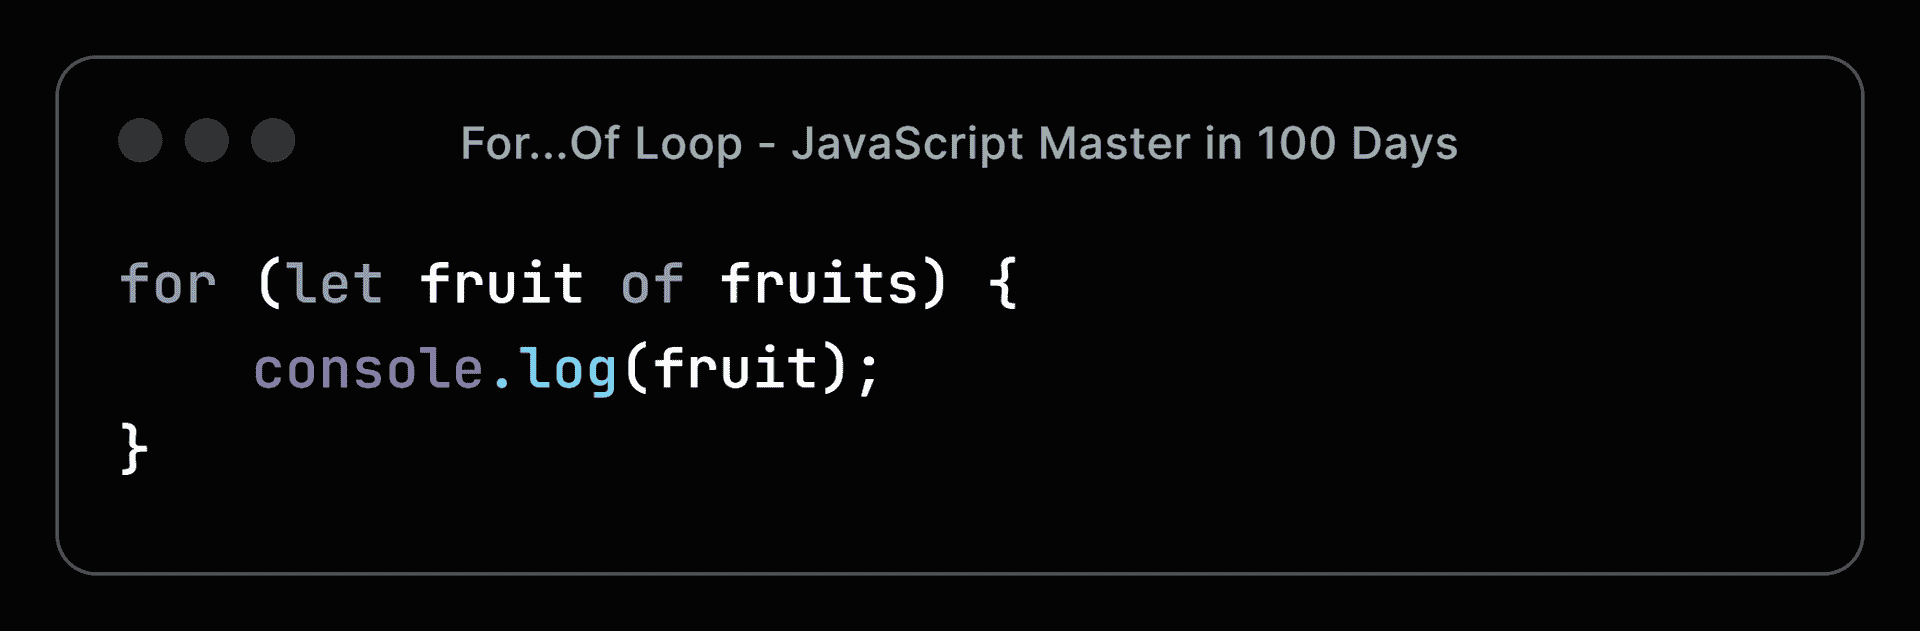 For...Of Loop - JavaScript Master in 100 Days
for (let fruit of fruits) {
    console.log(fruit);
}